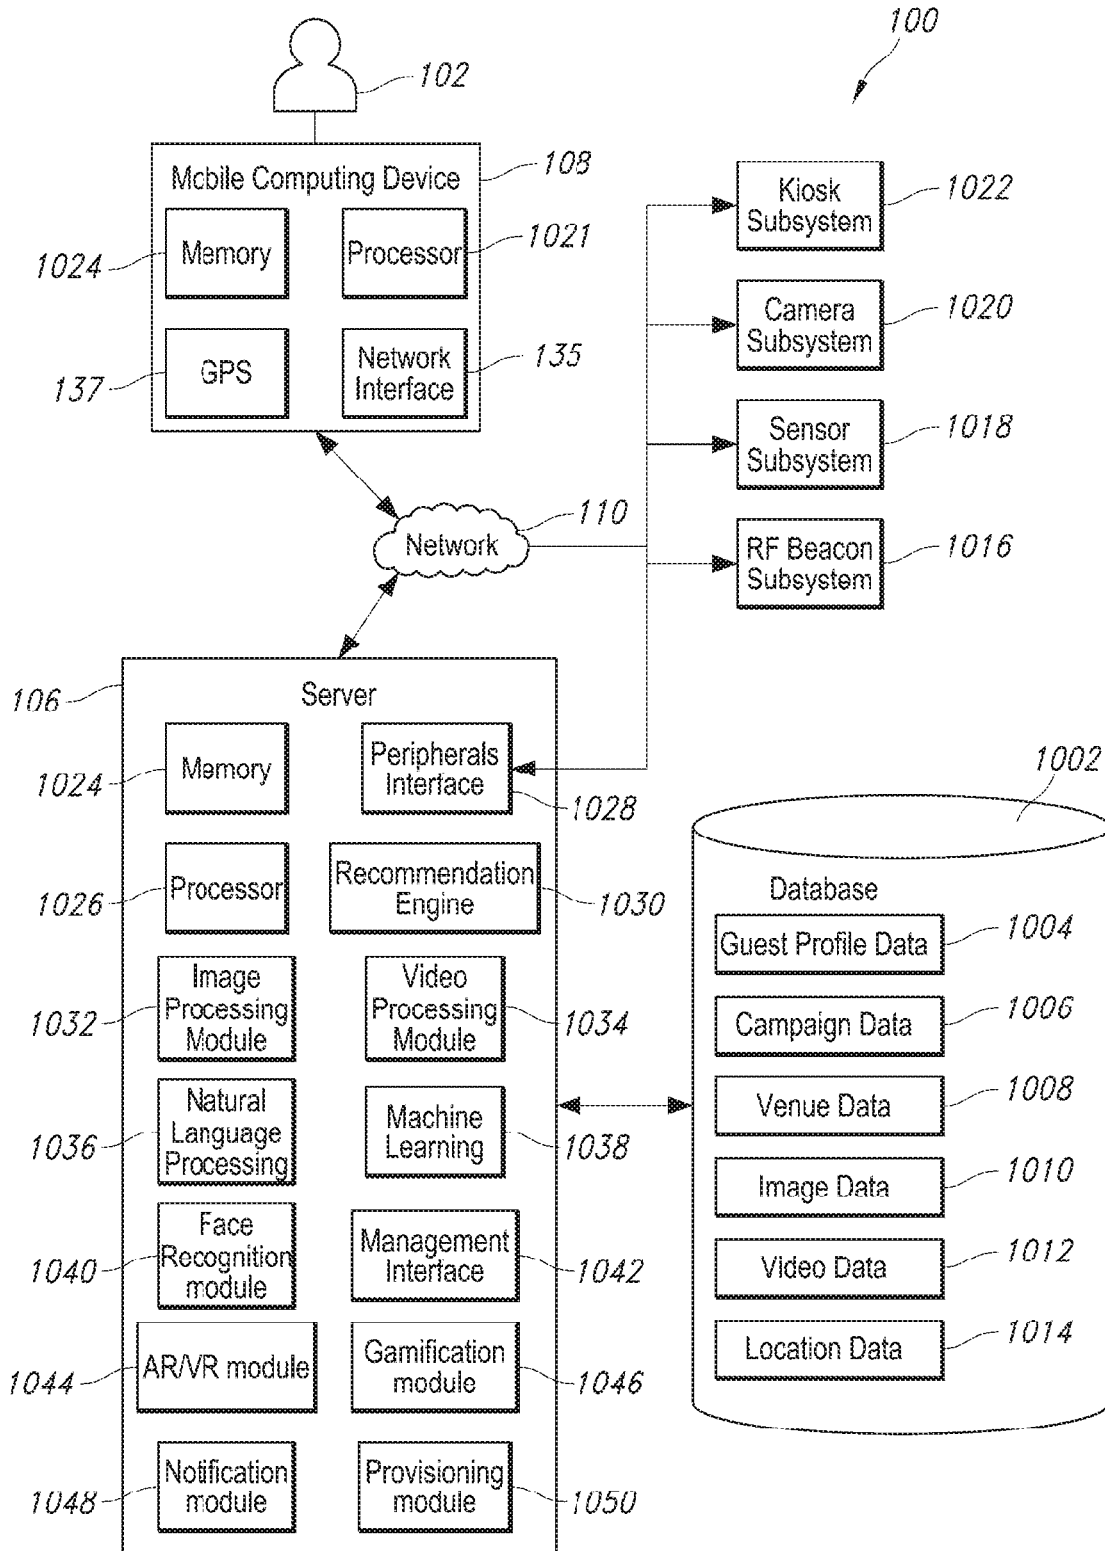 100
102
Mobile Computing Device
108
Memory
1024
Processor
1021
GPS
137
Network
Interface
135
Kiosk
Subsystem
1022
Camera
Subsystem
1020
Sensor
Subsystem
1018
RF Beacon
Subsystem
1016
Network
110
106
Server
Memory
1024
Peripherals
Interface
1028
Processor
1026
Recommendation
Engine
1030
Image
Processing
Module
1032
Video
Processing
Module
1034
Natural
Language
Processing
1036
Machine
Learning
1038
Face
Recognition
module
1040
Management
Interface
1042
AR/VR module
1044
Gamification
module
1046
Notification
module
1048
Provisioning
module
1050
1002
Database
Guest Profile Data
1004
Campaign Data
1006
Venue Data
1008
Image Data
1010
Video Data
1012
Location Data
1014